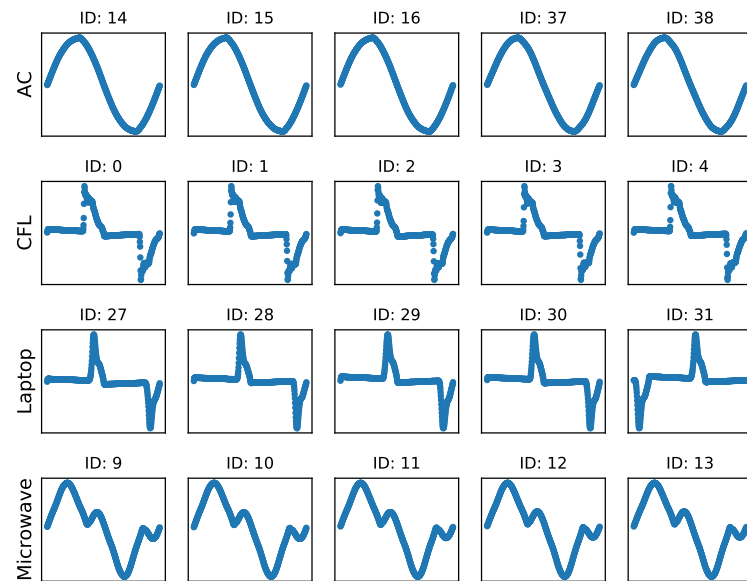 ID: 14 ID: 15 ID: 16 ID: 37 ID: 38
AC
ID: 0 ID: 1 ID: 2 ID: 3 ID: 4
CFL
ID: 27 ID: 28 ID: 29 ID: 30 ID: 31
Laptop
ID: 9 ID: 10 ID: 11 ID: 12 ID: 13
Microwave